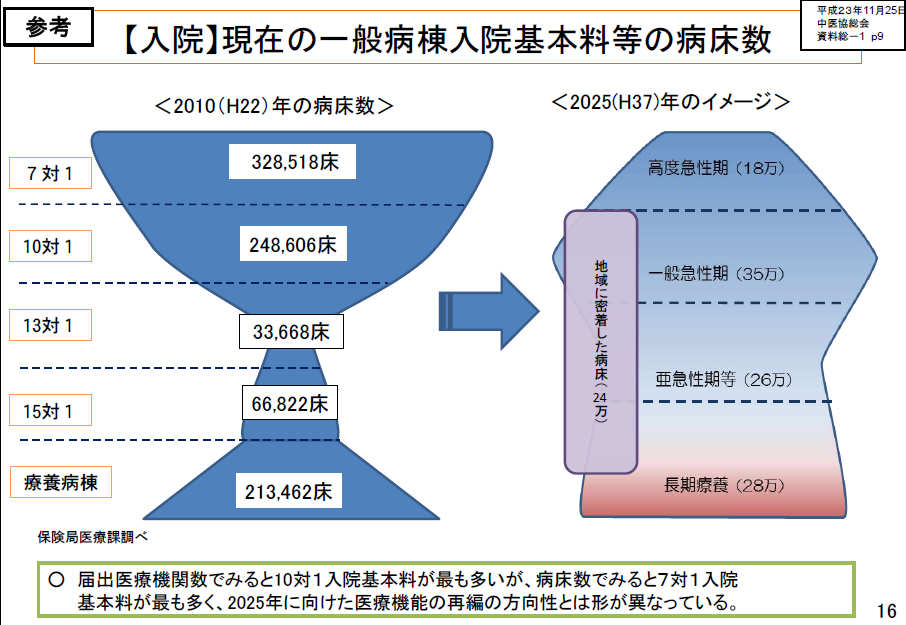 参考
平成23年11月25日
中医協総会
資料総－1 p9
【入院】現在の一般病棟入院基本料等の病床数
＜2010（H22）年の病床数＞
＜2025(H37)年のイメージ＞
7対1
328,518床
10対1
248,606床
13対1
33,668床
15対1
66,822床
療養病棟
213,462床
高度急性期（18万）
一般急性期（35万）
亜急性期等（26万）
長期療養（28万）
地域に密着した病床（24万）
保険局医療課調べ
○ 届出医療機関数でみると10対1入院基本料が最も多いが、病床数でみると7対1入院
基本料が最も多く、2025年に向けた医療機能の再編の方向性とは形が異なっている。
16